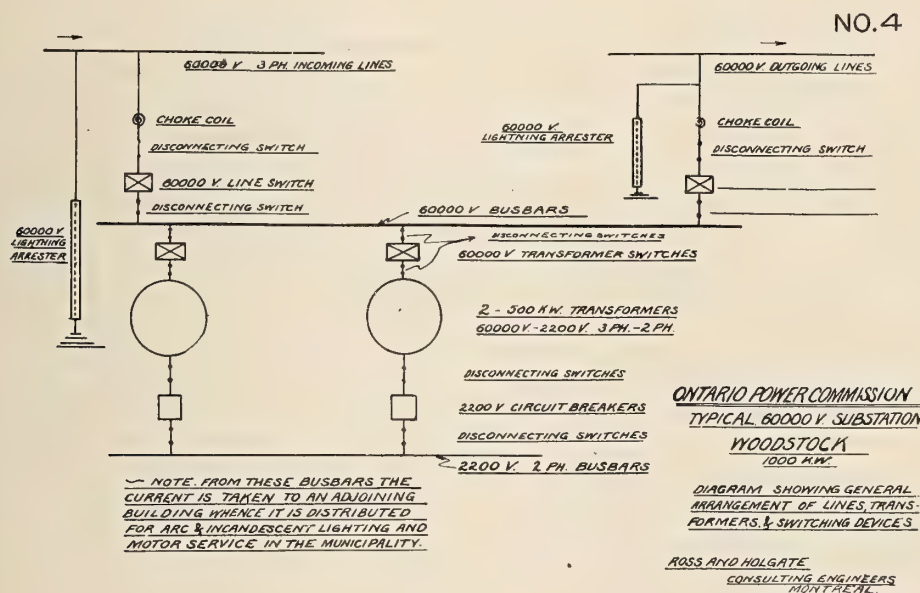 NO.4
60000 V 3 PH. INCOMING LINES
60000 V. OUTGOING LINES
CHOKE COIL
DISCONNECTING SWITCH
60000 V. LINE SWITCH
DISCONNECTING SWITCH
60000 V.
LIGHTNING ARRESTER
CHOKE COIL
DISCONNECTING SWITCH
60000 V BUSBARS
60000 V
LIGHTNING
ARRESTER
DISCONNECTING SWITCHES
60000 V TRANSFORMER SWITCHES
2 - 500 K.W. TRANSFORMERS
60000 V.-2200 V. 3 PH.-2 PH.
DISCONNECTING SWITCHES
2200 V CIRCUIT BREAKERS
DISCONNECTING SWITCHES
2200 V. 2 PH. BUSBARS
NOTE. FROM THESE BUSBARS THE
CURRENT IS TAKEN TO AN ADJOINING
BUILDING WHENCE IT IS DISTRIBUTED
FOR ARC & INCANDESCENT LIGHTING AND
MOTOR SERVICE IN THE MUNICIPALITY.
ONTARIO POWER COMMISSION
TYPICAL 60000 V. SUBSTATION
WOODSTOCK
1000 K.W.
DIAGRAM SHOWING GENERAL
ARRANGEMENT OF LINES, TRANS-
FORMERS, & SWITCHING DEVICES
ROSS AND HOLGATE
CONSULTING ENGINEERS
MONTREAL.